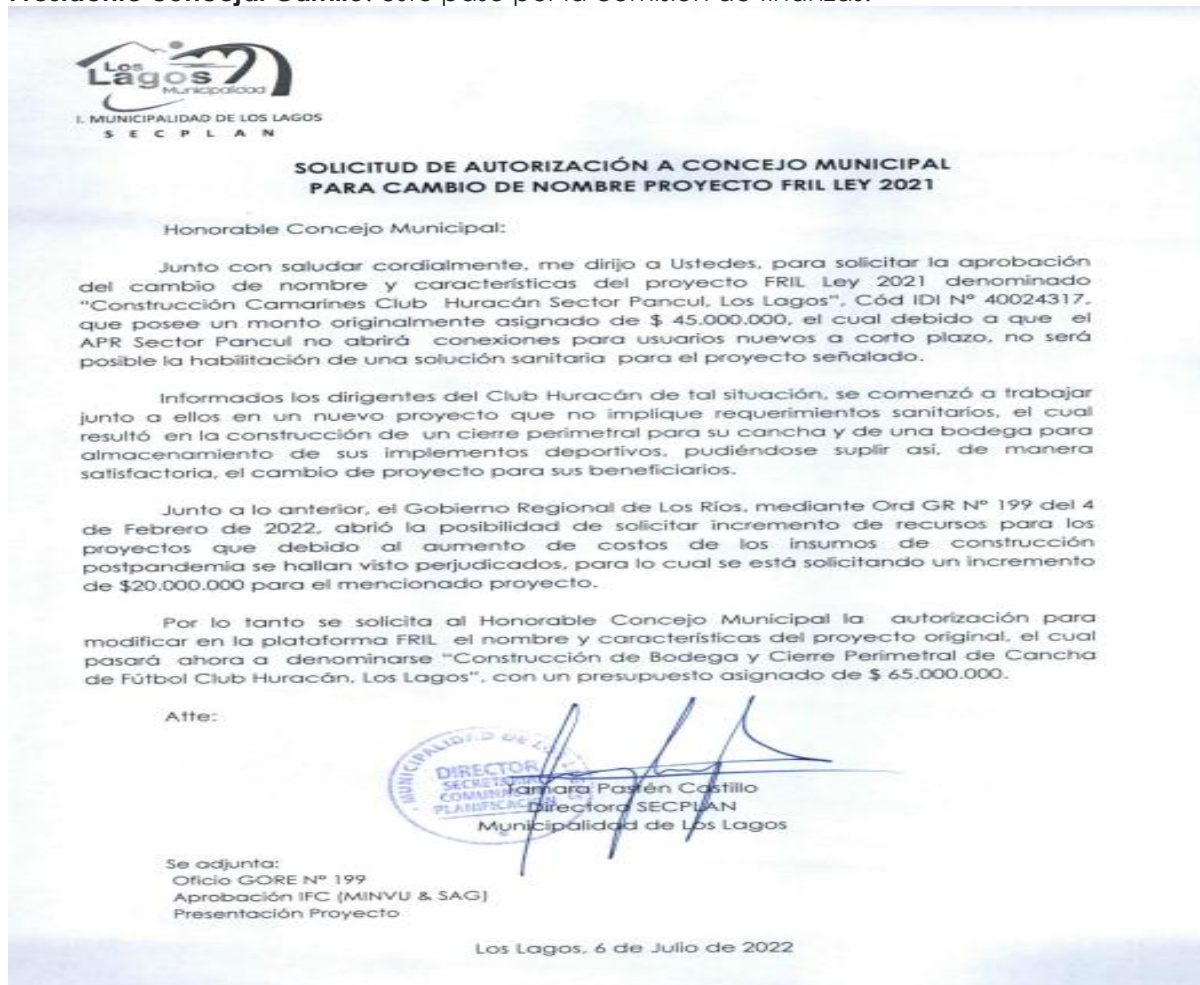 Los
Lagos
Municipalidad
I. MUNICIPALIDAD DE LOS LAGOS
S E C P L A N
SOLICITUD DE AUTORIZACIÓN A CONCEJO MUNICIPAL
PARA CAMBIO DE NOMBRE PROYECTO FRIL LEY 2021
Honorable Concejo Municipal:
Junto con saludar cordialmente, me dirijo a Ustedes, para solicitar la aprobación
del cambio de nombre y características del proyecto FRIL Ley 2021 denominado
“Construcción Camarines Club Huracán Sector Pancul, Los Lagos”, Cód IDI Nº 40024317,
que posee un monto originalmente asignado de $ 45.000.000, el cual debido a que el
APR Sector Pancul no abrirá conexiones para usuarios nuevos a corto plazo, no será
posible la habilitación de una solución sanitaria para el proyecto señalado.
Informados los dirigentes del Club Huracán de tal situación, se comenzó a trabajar
junto a ellos en un nuevo proyecto que no implique requerimientos sanitarios, el cual
resultó en la construcción de un cierre perimetral para su cancha y de una bodega para
almacenamiento de sus implementos deportivos, pudiéndose suplir así, de manera
satisfactoria, el cambio de proyecto para sus beneficiarios.
Junto a lo anterior, el Gobierno Regional de Los Ríos, mediante Ord GR Nº 199 del 4
de Febrero de 2022, abrió la posibilidad de solicitar incremento de recursos para los
proyectos que debido al aumento de costos de los insumos de construcción
postpandemia se hallan visto perjudicados, para lo cual se está solicitando un incremento
de $20.000.000 para el mencionado proyecto.
Por lo tanto se solicita al Honorable Concejo Municipal la autorización para
modificar en la plataforma FRIL el nombre y características del proyecto original, el cual
pasará ahora a denominarse “Construcción de Bodega y Cierre Perimetral de Cancha
de Fútbol Club Huracán, Los Lagos”, con un presupuesto asignado de $ 65.000.000.
Atte:
MUNICIPALIDAD DE
DIRECTOR
SECRETARIA
COMUNAL
PLANIFICACIÓN
Tamara Pastén Castillo
Directora SECPLAN
Municipalidad de Los Lagos
Se adjunta:
Oficio GORE Nº 199
Aprobación IFC (MINVU & SAG)
Presentación Proyecto
Los Lagos, 6 de Julio de 2022